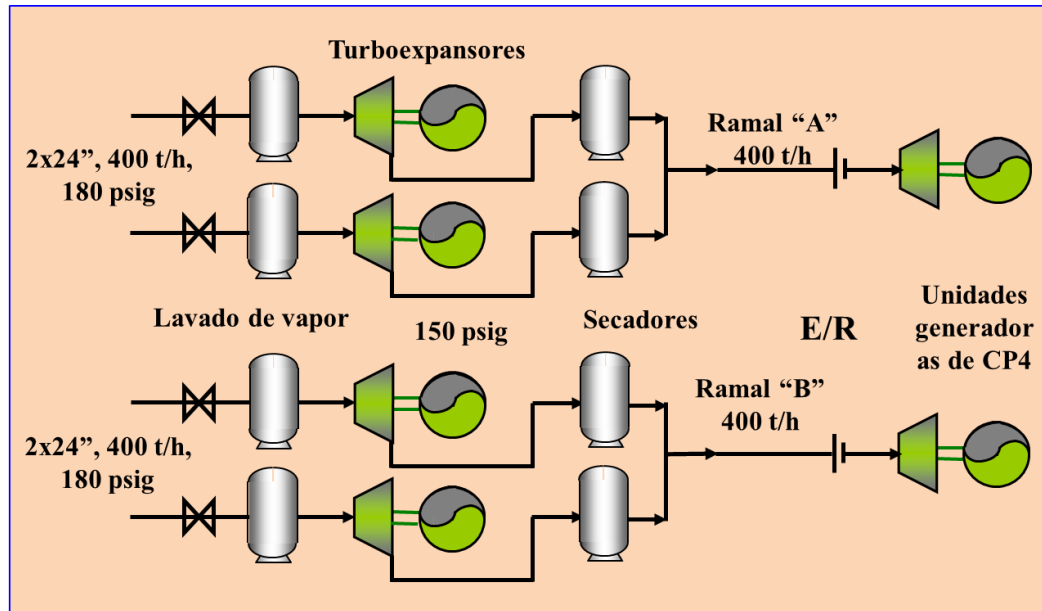 Turboexpansores
2x24”, 400 t/h,
180 psig
Ramal “A”
400 t/h
Lavado de vapor
150 psig
Secadores
E/R
Unidades
generador
as de CP4
2x24”, 400 t/h,
180 psig
Ramal “B”
400 t/h